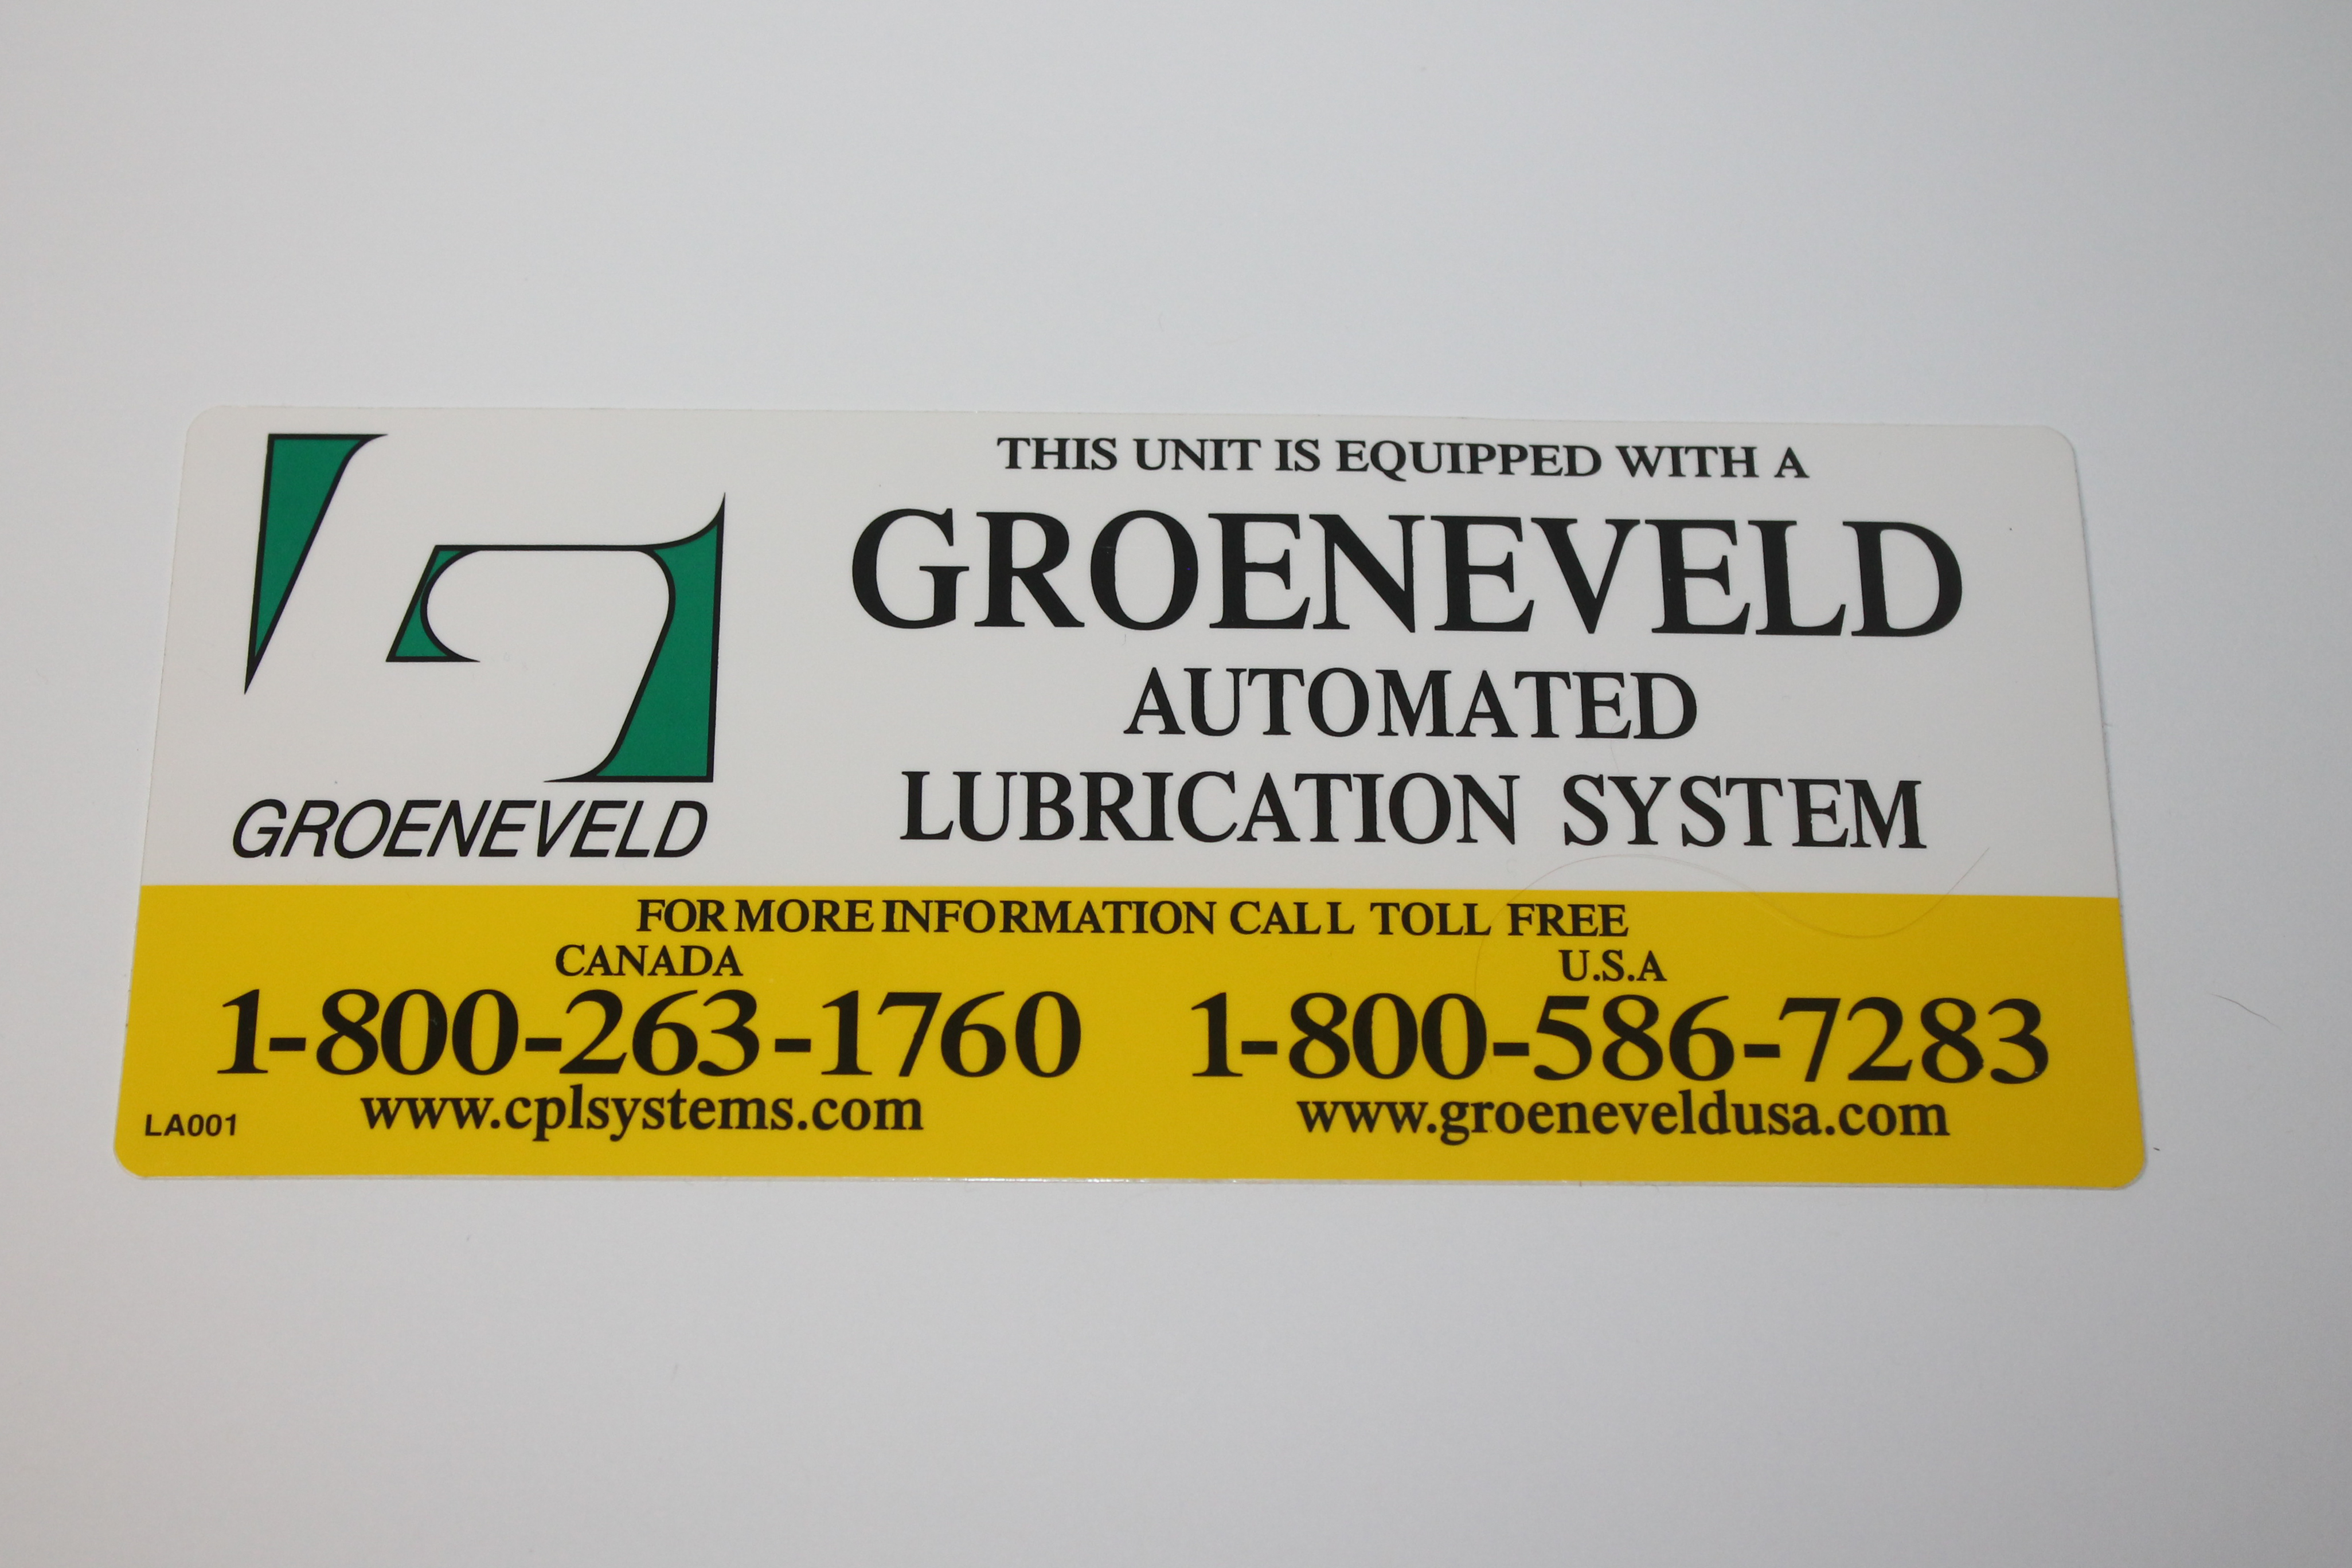 THIS UNIT IS EQUIPPED WITH A
GROENEVELD
AUTOMATED
LUBRICATION SYSTEM
GROENEVELD
FOR MORE INFORMATION CALL TOLL FREE
CANADA
1-800-263-1760
www.cplsystems.com
U.S.A
1-800-586-7283
www.groeneveldusa.com
LA001